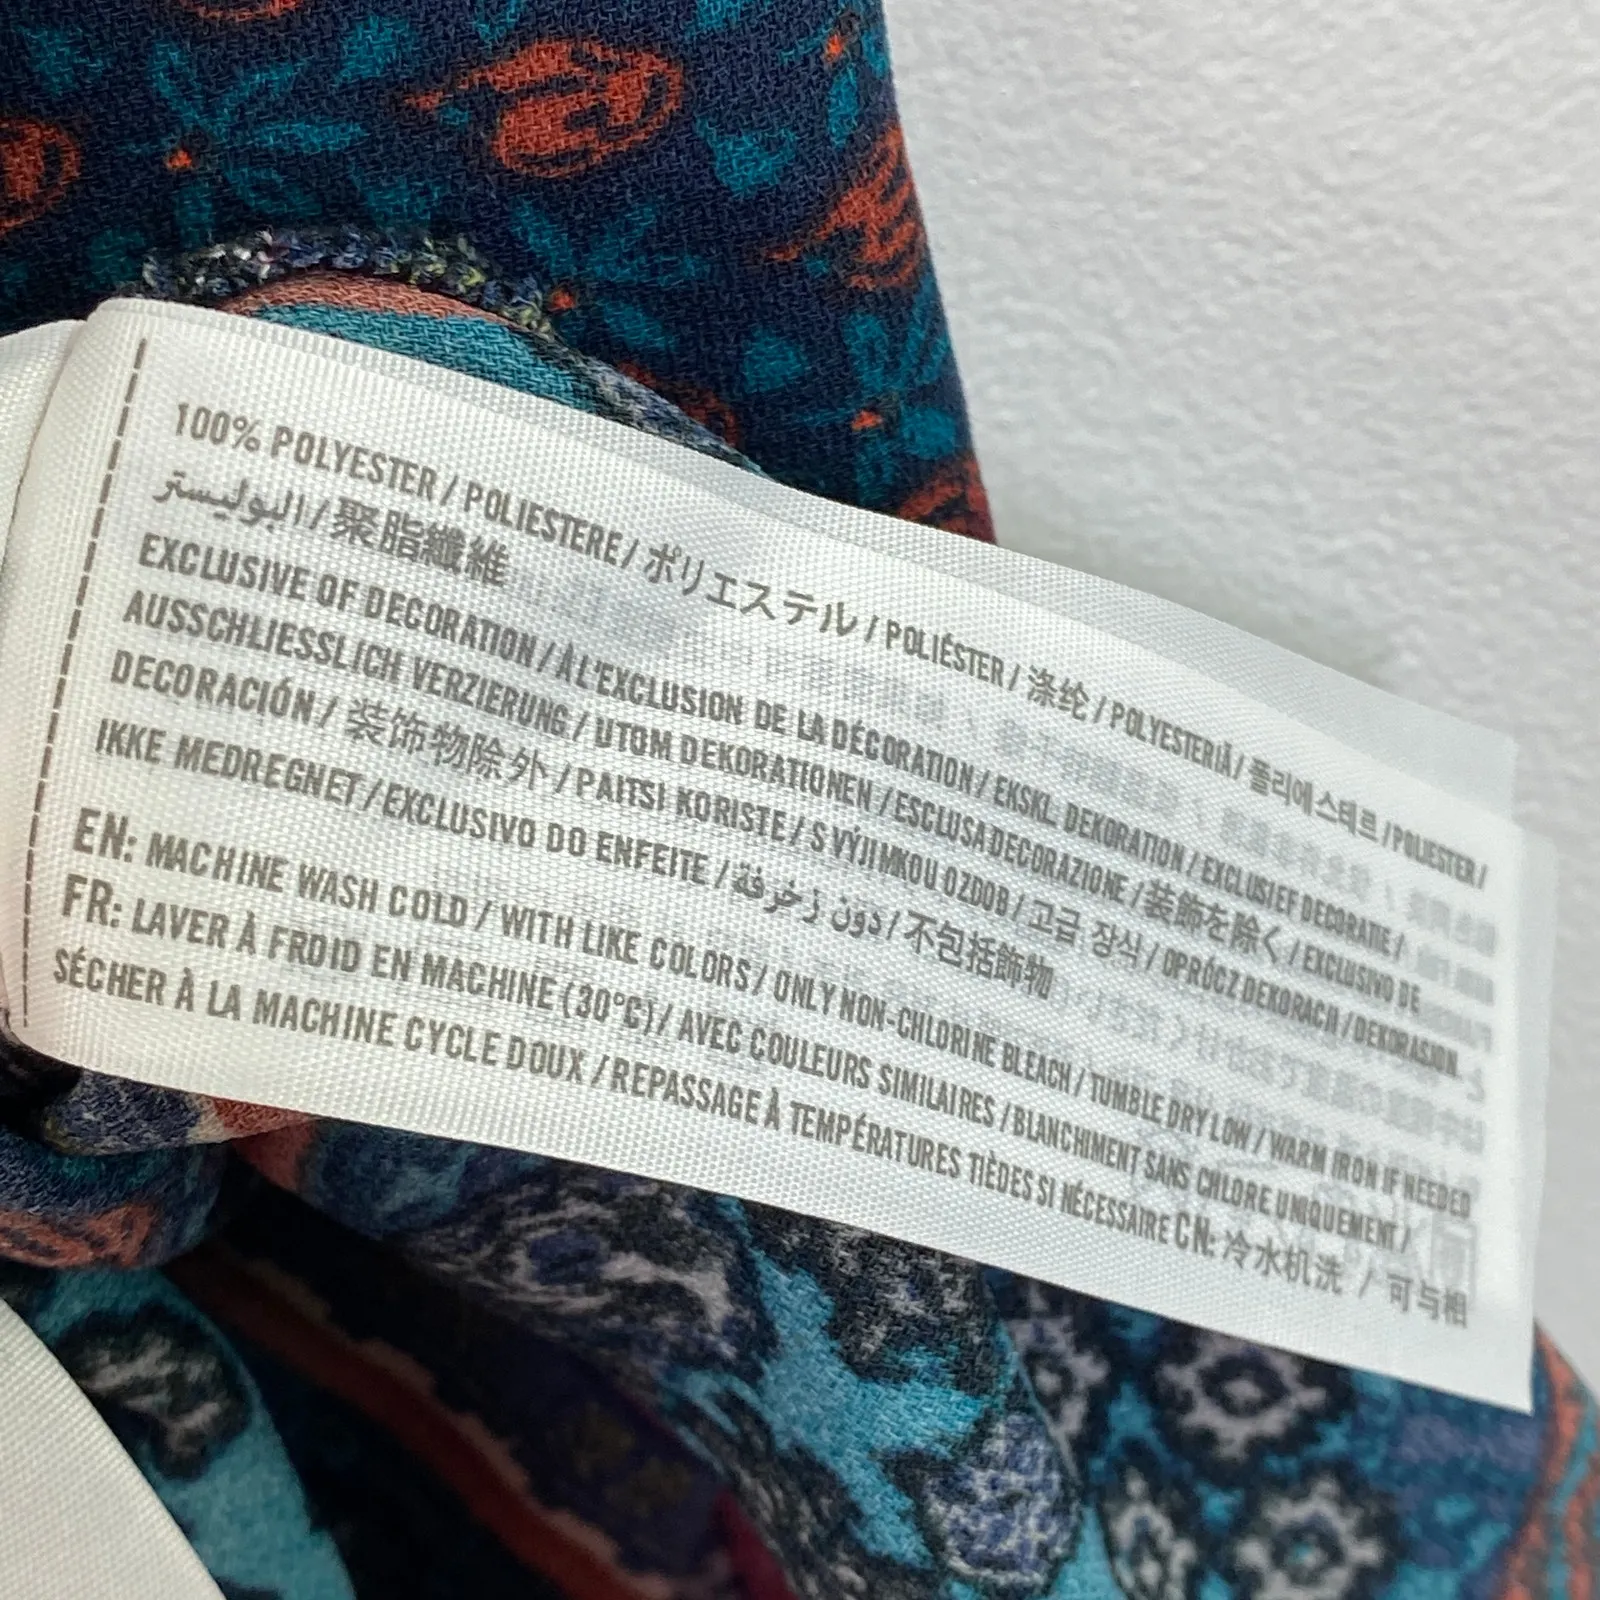 100% POLYESTER / POLIESTERE / ポリエステル / POLIÉSTER / 涤纶 / POLYESTERIÄ / 폴리에스테르 / POLIESTER /
البوليستر / 聚脂纖維
EXCLUSIVE OF DECORATION / À L'EXCLUSION DE LA DÉCORATION / EKSKL. DEKORATION / EXCLUSIEF DECORATIE /
AUSSCHLIESSLICH VERZIERUNG / UTOM DEKORATIONEN / ESCLUSA DECORAZIONE / 装飾を除く / EXCLUSIVO DE
DECORACIÓN / 装饰物除外 / PAITSI KORISTE / S VÝJIMKOU OZDOB / 고급 장식 / OPRÓCZ DEKORACJI / DEKORASJON
IKKE MEDREGNET / EXCLUSIVO DO ENFEITE / دون زخرفة / 不包括飾物
EN: MACHINE WASH COLD / WITH LIKE COLORS / ONLY NON-CHLORINE BLEACH / TUMBLE DRY LOW / WARM IRON IF NEEDED
FR: LAVER À FROID EN MACHINE (30°C) / AVEC COULEURS SIMILAIRES / BLANCHIMENT SANS CHLORE UNIQUEMENT /
SÉCHER À LA MACHINE CYCLE DOUX / REPASSAGE À TEMPÉRATURES TIÈDES SI NÉCESSAIRE CN: 冷水机洗 / 可与相